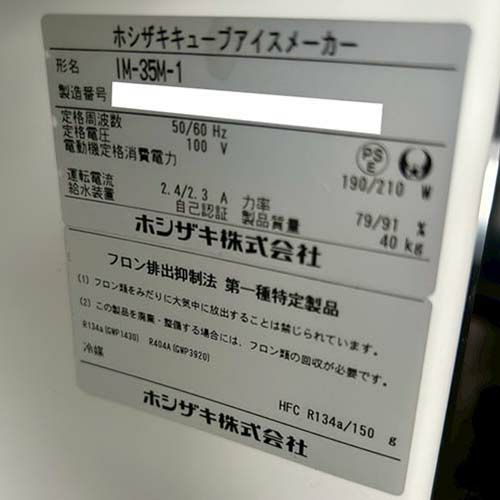 ホシザキキューブアイスメーカー
形名 IM-35M-1
製造番号
定格周波数 50/60 Hz
定格電圧 100 V
電動機定格消費電力 190/210 W
PSE
運転電流 2.4/2.3 A 力率 79/91 %
給水装置 自己認証 製品質量 40 kg
ホシザキ株式会社
フロン排出抑制法 第一種特定製品
(1) フロン類をみだりに大気中に放出することは禁じられています。
(2) この製品を廃棄・整備する場合には、フロン類の回収が必要です。
R134a(GWP1430) R404A(GWP3920)
冷媒 HFC R134a/150 g
ホシザキ株式会社